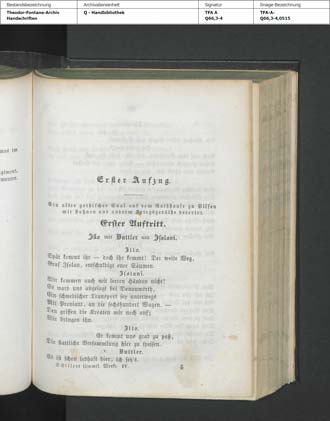 Bestandsbezeichnung Archivalieneinheit Signatur Image-Bezeichnung
Theodor-Fontane-Archiv Q - Handbibliothek TFA A TFA-A-
Handschriften Q66,3-4 Q66,3-4,0515
Erster Aufzug.
Ein alter gothischer Saal auf dem Rathhause zu Pilsen
mit Fahnen und anderm Kriegsgeräthe decorirt.
Erster Auftritt.
Illo mit Buttler und Isolani.
Illo.
Spät kommt ihr — doch ihr kommt! Der weite Weg,
Graf Isolan, entschuldigt euer Säumen.
Isolani.
Wir kommen auch mit leeren Händen nicht!
Es ward uns angesagt bei Donauwörth,
Ein schwedischer Transport sey unterwegs
Mit Proviant, an die sechshundert Wagen. —
Den griffen die Kroaten mir noch auf;
Wir bringen ihn.
Illo.
Er kommt uns grad zu paß,
Die stattliche Versammlung hier zu speisen.
Buttler.
Es ist schon lebhaft hier, ich seh's.
Schillers sämmtl. Werke. IV.